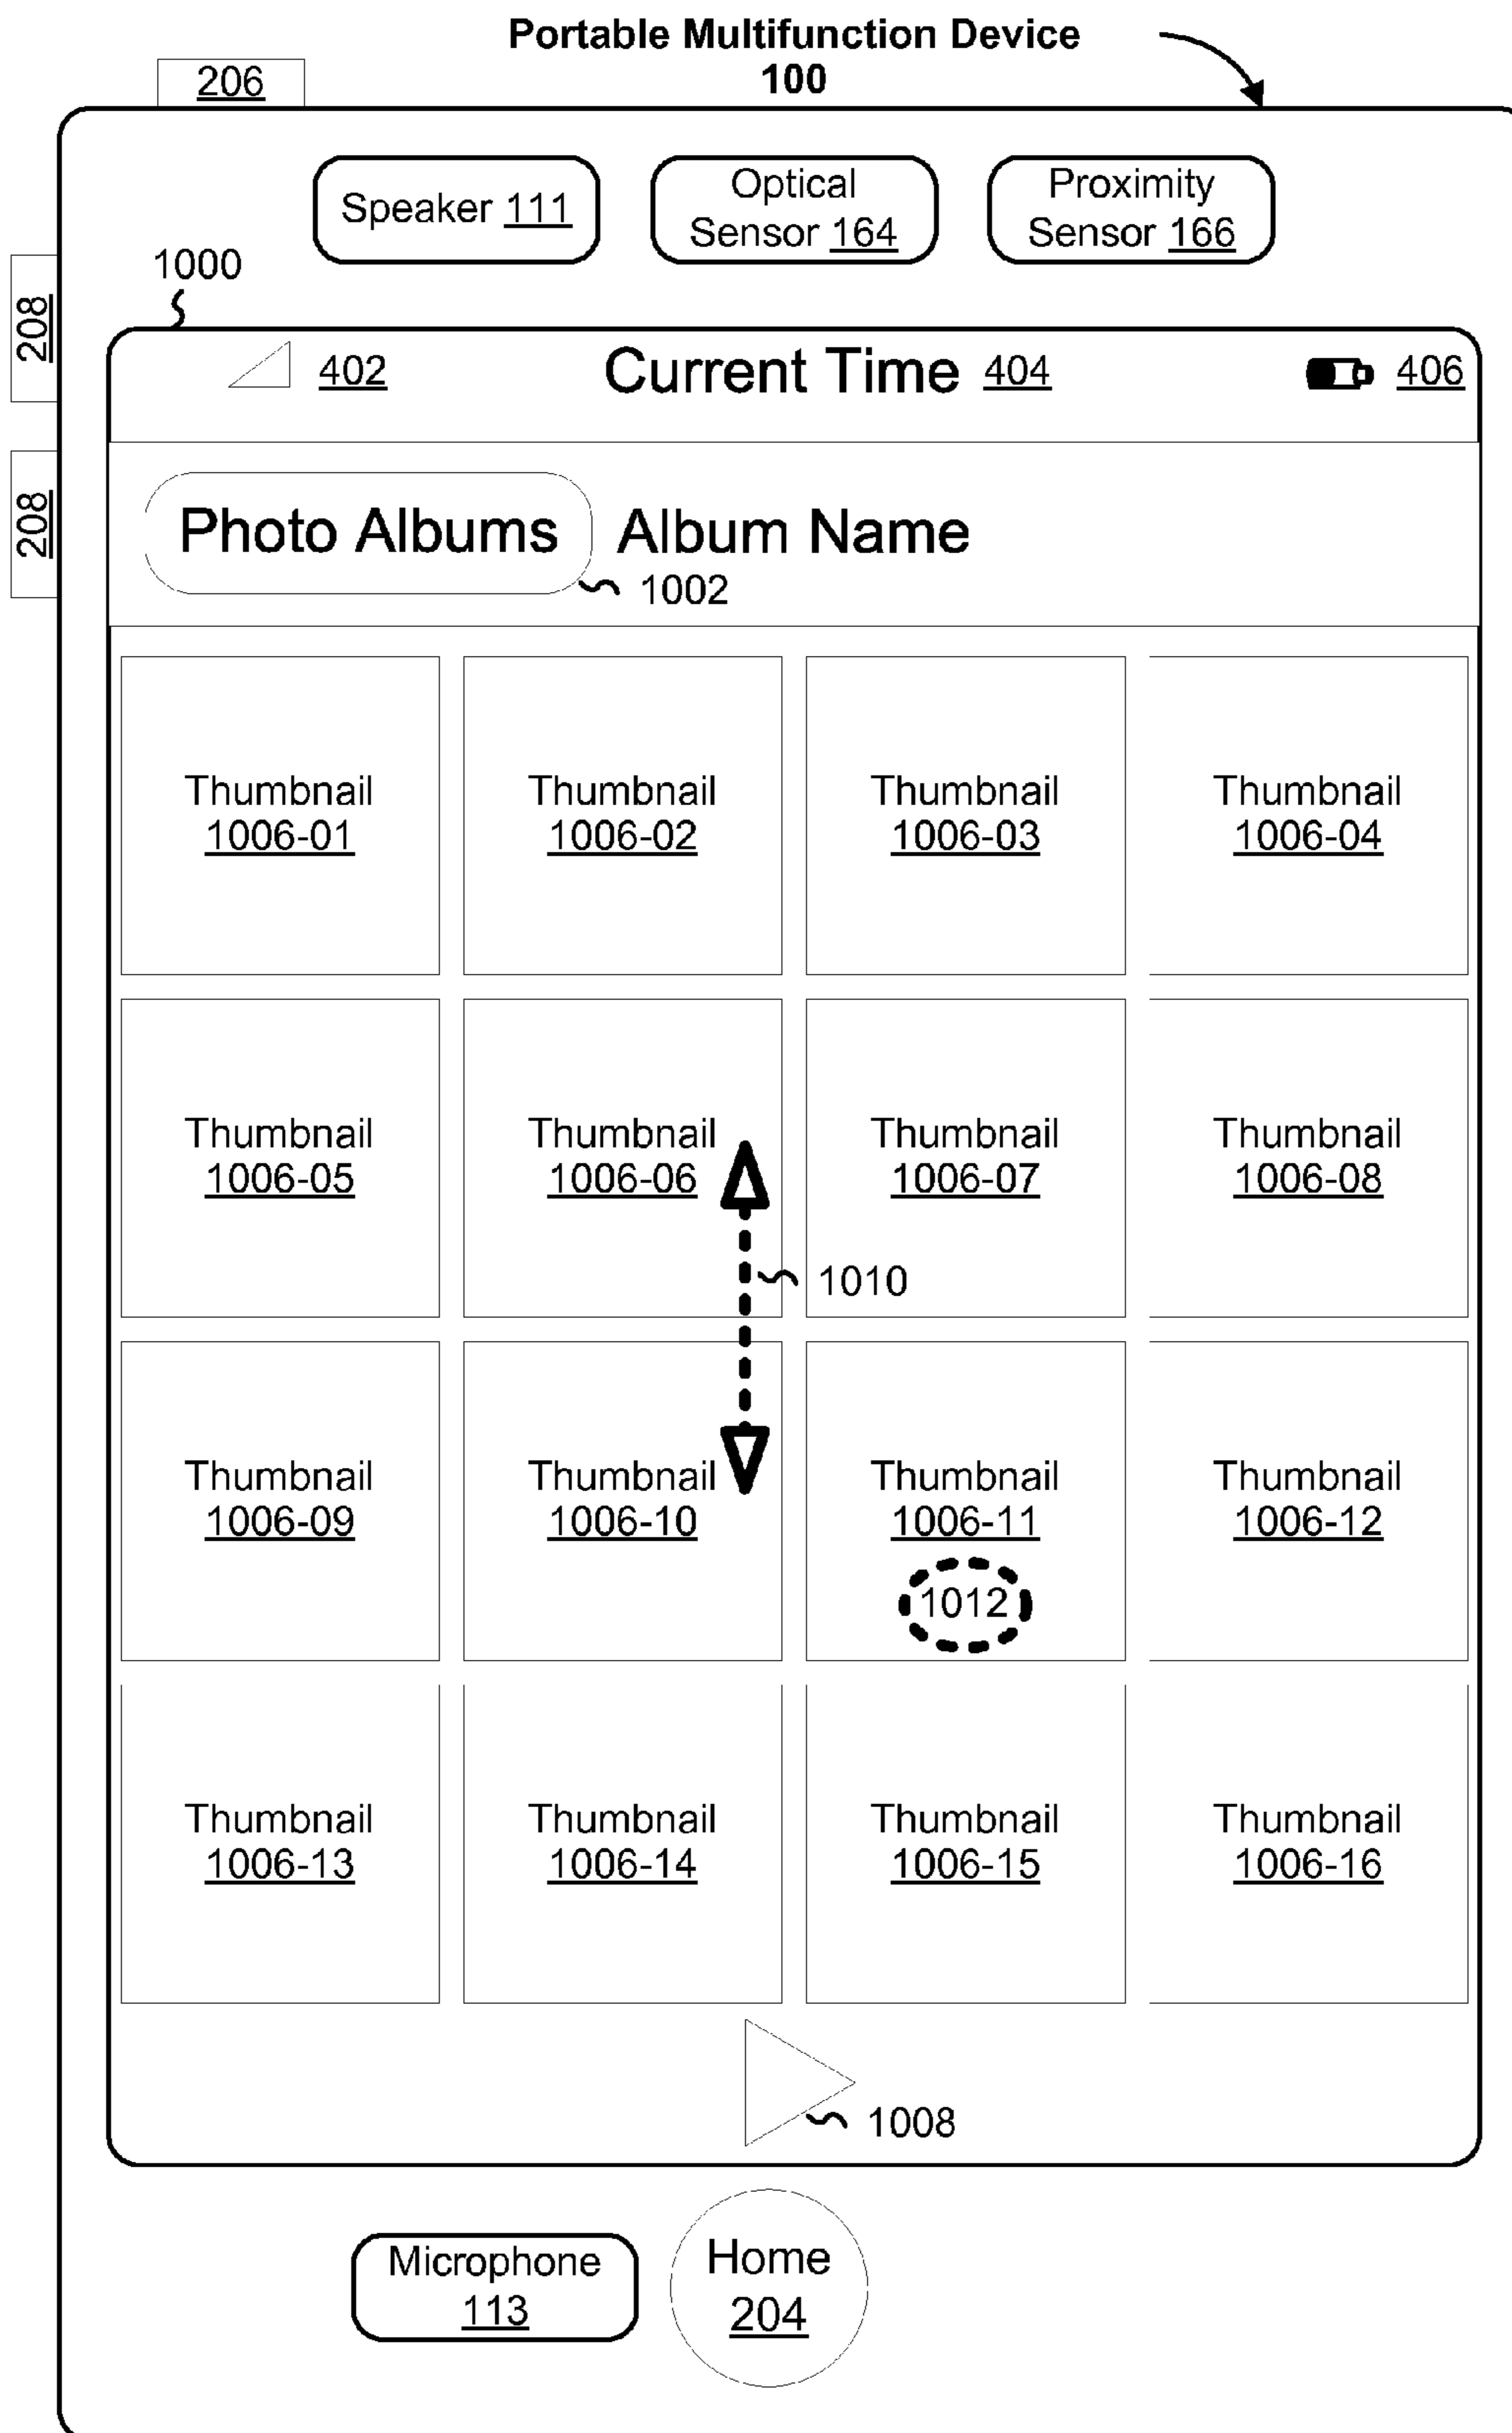 Portable Multifunction Device
100
206
Speaker 111
Optical
Sensor 164
Proximity
Sensor 166
208
1000
402
Current Time 404
406
208
Photo Albums
Album Name
1002
Thumbnail
1006-01
Thumbnail
1006-02
Thumbnail
1006-03
Thumbnail
1006-04
Thumbnail
1006-05
Thumbnail
1006-06
Thumbnail
1006-07
Thumbnail
1006-08
1010
Thumbnail
1006-09
Thumbnail
1006-10
Thumbnail
1006-11
1012
Thumbnail
1006-12
Thumbnail
1006-13
Thumbnail
1006-14
Thumbnail
1006-15
Thumbnail
1006-16
1008
Microphone
113
Home
204